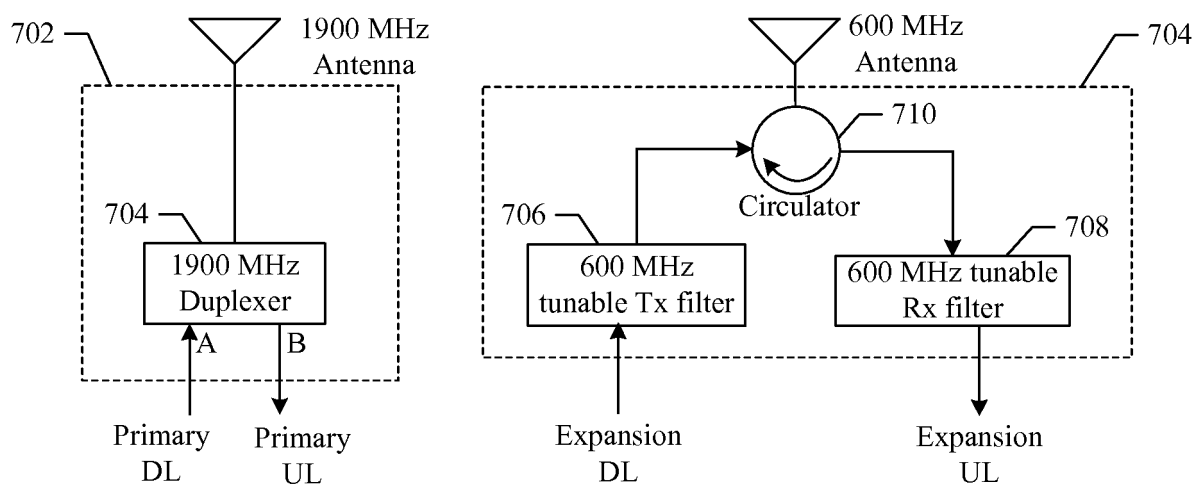 702
1900 MHz
Antenna
704
1900 MHz
Duplexer
A
B
Primary
DL
Primary
UL
600 MHz
Antenna
704
710
Circulator
706
600 MHz
tunable Tx filter
708
600 MHz tunable
Rx filter
Expansion
DL
Expansion
UL